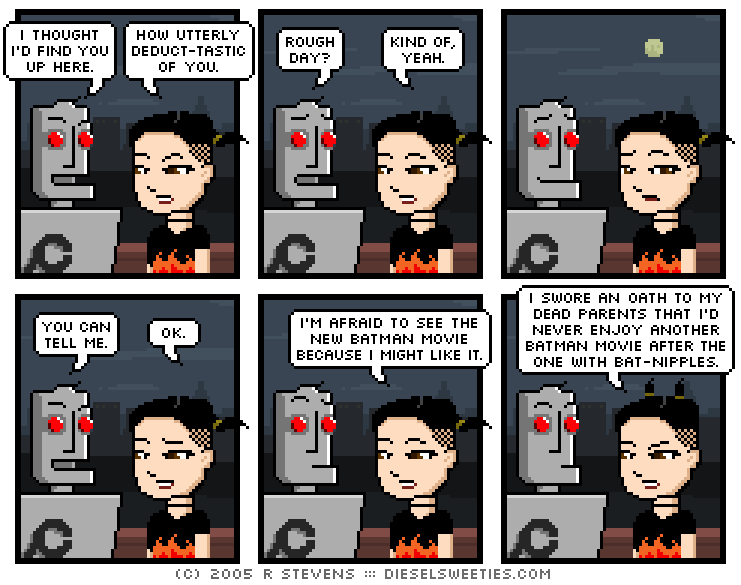 I THOUGHT
I'D FIND YOU
UP HERE.
HOW UTTERLY
DEDUCT-TASTIC
OF YOU.
ROUGH
DAY?
KIND OF,
YEAH.
YOU CAN
TELL ME.
OK.
I'M AFRAID TO SEE THE
NEW BATMAN MOVIE
BECAUSE I MIGHT LIKE IT.
I SWORE AN OATH TO MY
DEAD PARENTS THAT I'D
NEVER ENJOY ANOTHER
BATMAN MOVIE AFTER THE
ONE WITH BAT-NIPPLES.
(C) 2005 R STEVENS ::: DIESELSWEETIES.COM